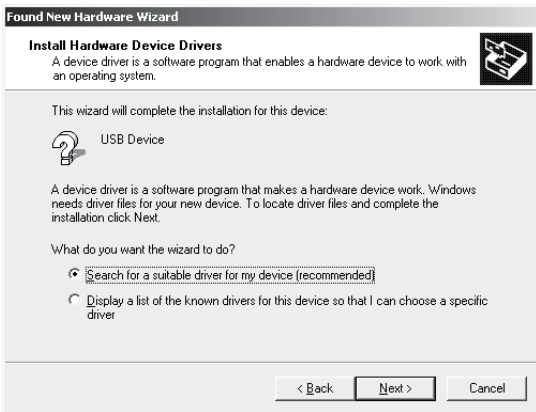 Found New Hardware Wizard
Install Hardware Device Drivers
A device driver is a software program that enables a hardware device to work with
an operating system.
This wizard will complete the installation for this device:
USB Device
A device driver is a software program that makes a hardware device work. Windows
needs driver files for your new device. To locate driver files and complete the
installation click Next.
What do you want the wizard to do?
Search for a suitable driver for my device (recommended)
Display a list of the known drivers for this device so that I can choose a specific
driver
< Back Next > Cancel